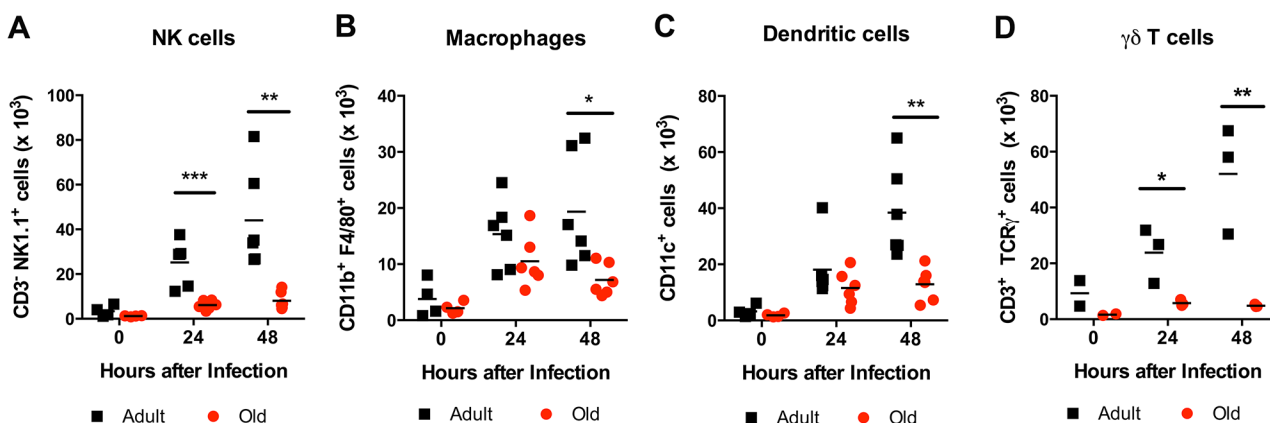 A
NK cells
CD3⁻ NK1.1⁺ cells (x 10³)
100
80
60
40
20
0
***
**
0 24 48
Hours after Infection
Adult Old
B
Macrophages
CD11b⁺ F4/80⁺ cells (x 10³)
40
30
20
10
0
*
0 24 48
Hours after Infection
Adult Old
C
Dendritic cells
CD11c⁺ cells (x 10³)
80
60
40
20
0
**
0 24 48
Hours after Infection
Adult Old
D
γδ T cells
CD3⁺ TCRγ⁺ cells (x 10³)
80
60
40
20
0
*
**
0 24 48
Hours after Infection
Adult Old